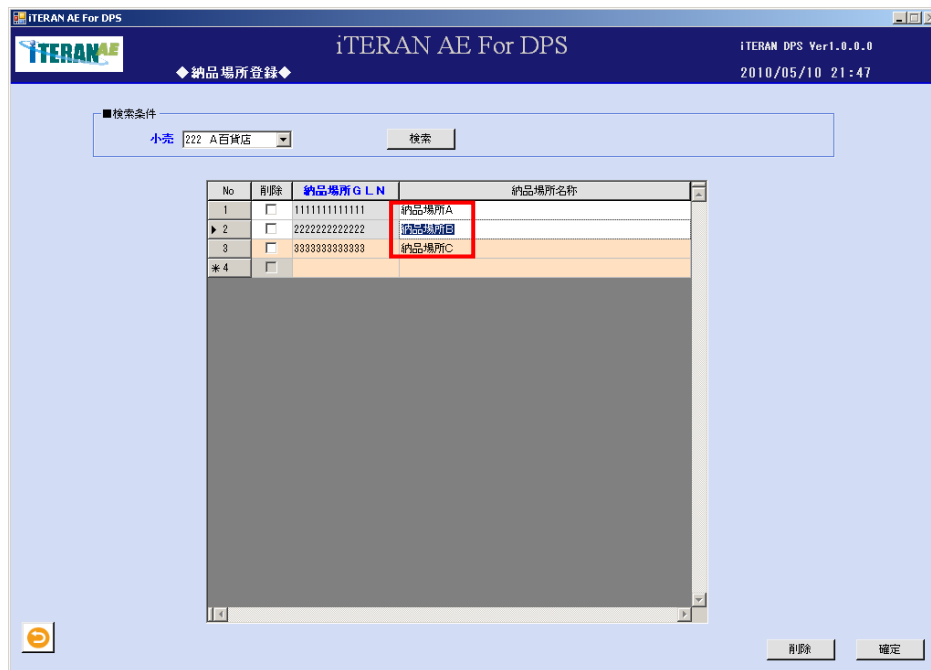 iTERAN AE For DPS
iTERAN AE
iTERAN AE For DPS
iTERAN DPS Ver1.0.0.0
◆納品場所登録◆
2010/05/10 21:47
■検索条件
小売 222 A百貨店 検索
No 削除 納品場所GLN 納品場所名称
1 1111111111111 納品場所A
2 2222222222222 納品場所B
3 3333333333333 納品場所C
*4
削除 確定